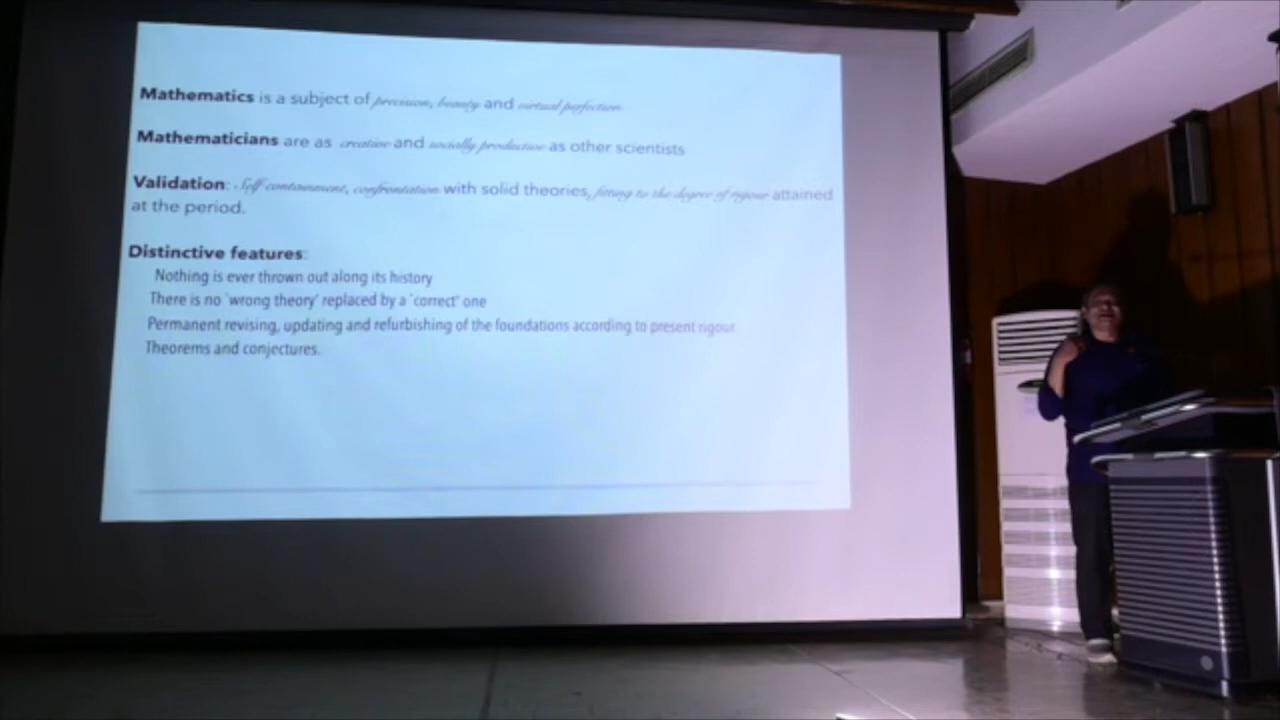 Mathematics is a subject of precision, beauty and virtual perfection
Mathematicians are as creative and socially productive as other scientists
Validation: Self containment, confrontation with solid theories, fitting to the degree of rigour attained
at the period.
Distinctive features:
Nothing is ever thrown out along its history
There is no ‘wrong theory’ replaced by a ‘correct’ one
Permanent revising, updating and refurbishing of the foundations according to present rigour.
Theorems and conjectures.